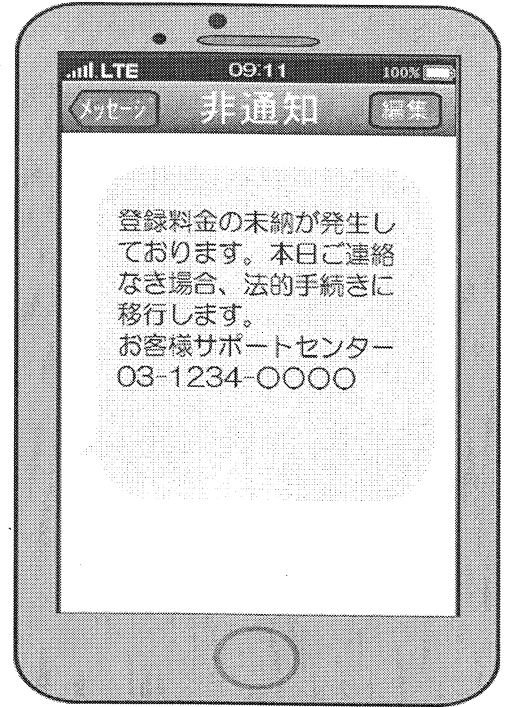 LTE 09:11 100%
メッセージ 非通知 編集
登録料金の未納が発生し
ております。本日ご連絡
なき場合、法的手続きに
移行します。
お客様サポートセンター
03-1234-〇〇〇〇